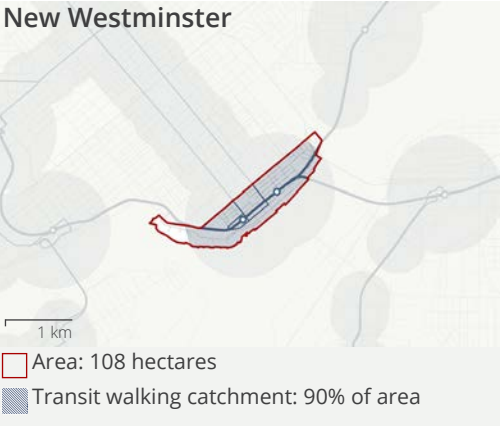 New Westminster
1 km
Area: 108 hectares
Transit walking catchment: 90% of area